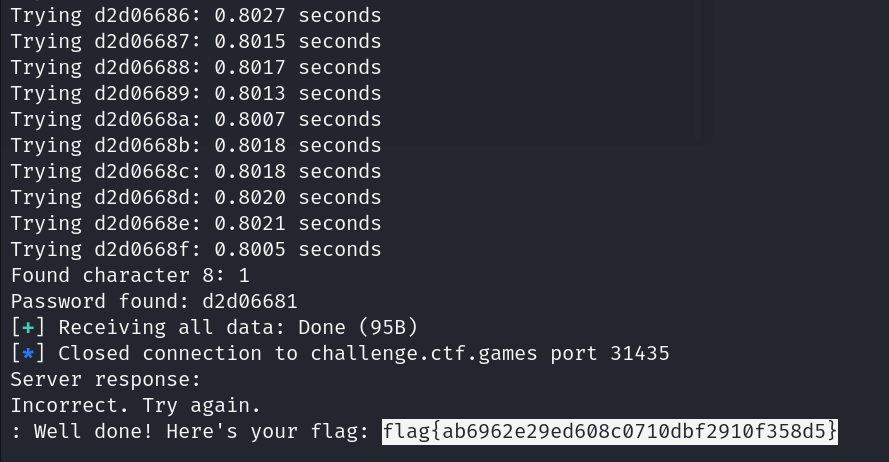 Trying d2d06686: 0.8027 seconds
Trying d2d06687: 0.8015 seconds
Trying d2d06688: 0.8017 seconds
Trying d2d06689: 0.8013 seconds
Trying d2d0668a: 0.8007 seconds
Trying d2d0668b: 0.8018 seconds
Trying d2d0668c: 0.8018 seconds
Trying d2d0668d: 0.8020 seconds
Trying d2d0668e: 0.8021 seconds
Trying d2d0668f: 0.8005 seconds
Found character 8: 1
Password found: d2d06681
[+] Receiving all data: Done (95B)
[*] Closed connection to challenge.ctf.games port 31435
Server response:
Incorrect. Try again.
: Well done! Here's your flag: flag{ab6962e29ed608c0710dbf2910f358d5}